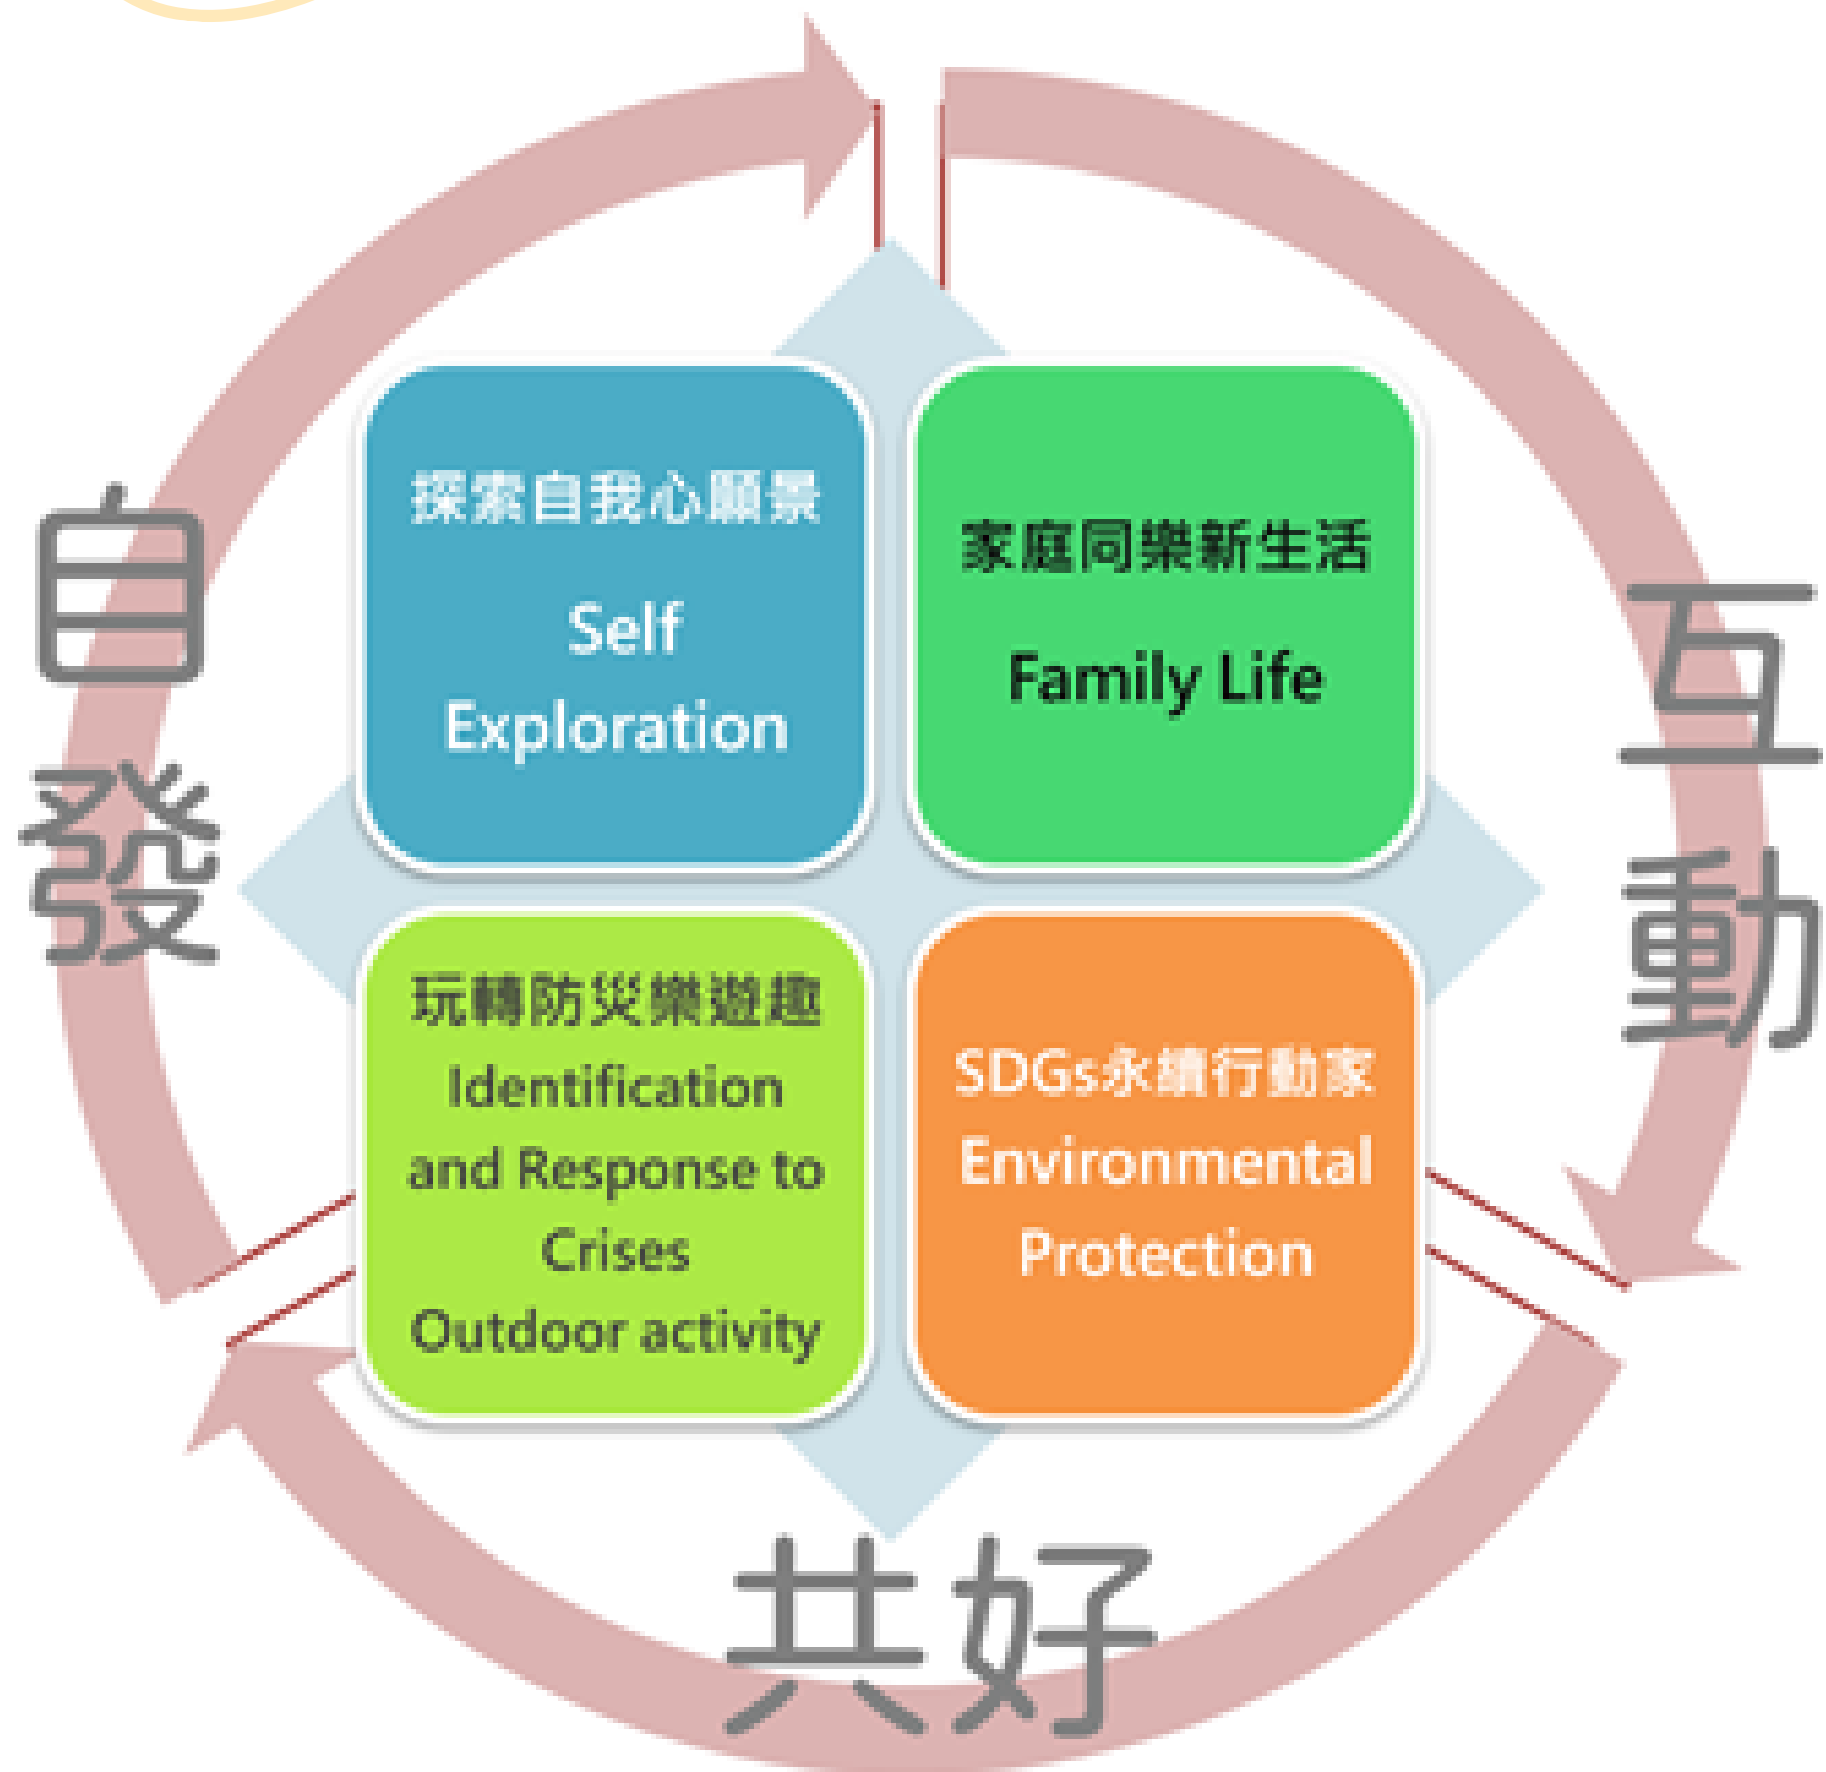 自發
互動
共好
探索自我心願景
Self
Exploration
家庭同樂新生活
Family Life
玩轉防災樂遊趣
Identification
and Response to
Crises
Outdoor activity
SDGs永續行動家
Environmental
Protection